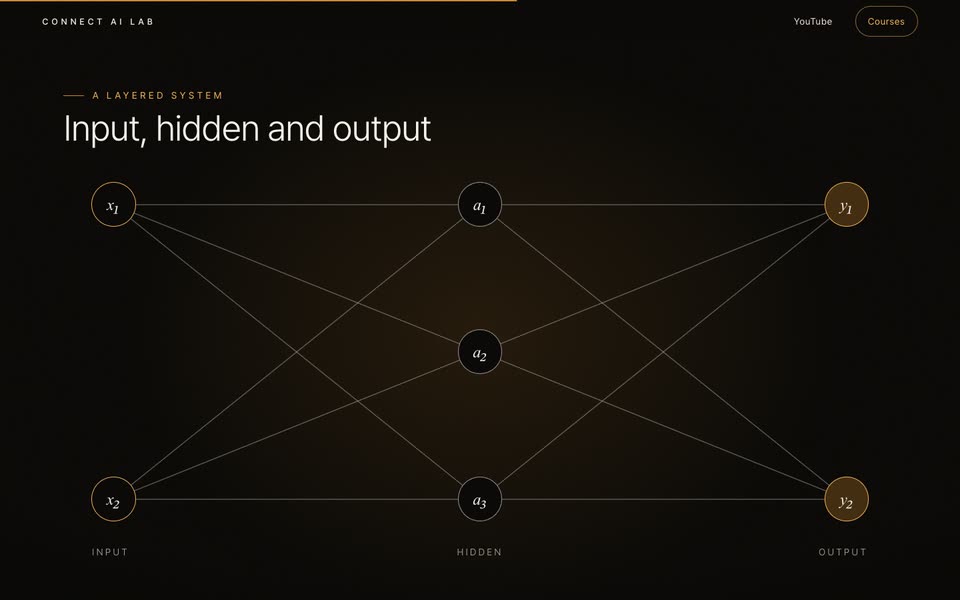 CONNECT AI LAB
YouTube
Courses
A LAYERED SYSTEM
Input, hidden and output
x1
a1
y1
a2
x2
a3
y2
INPUT
HIDDEN
OUTPUT